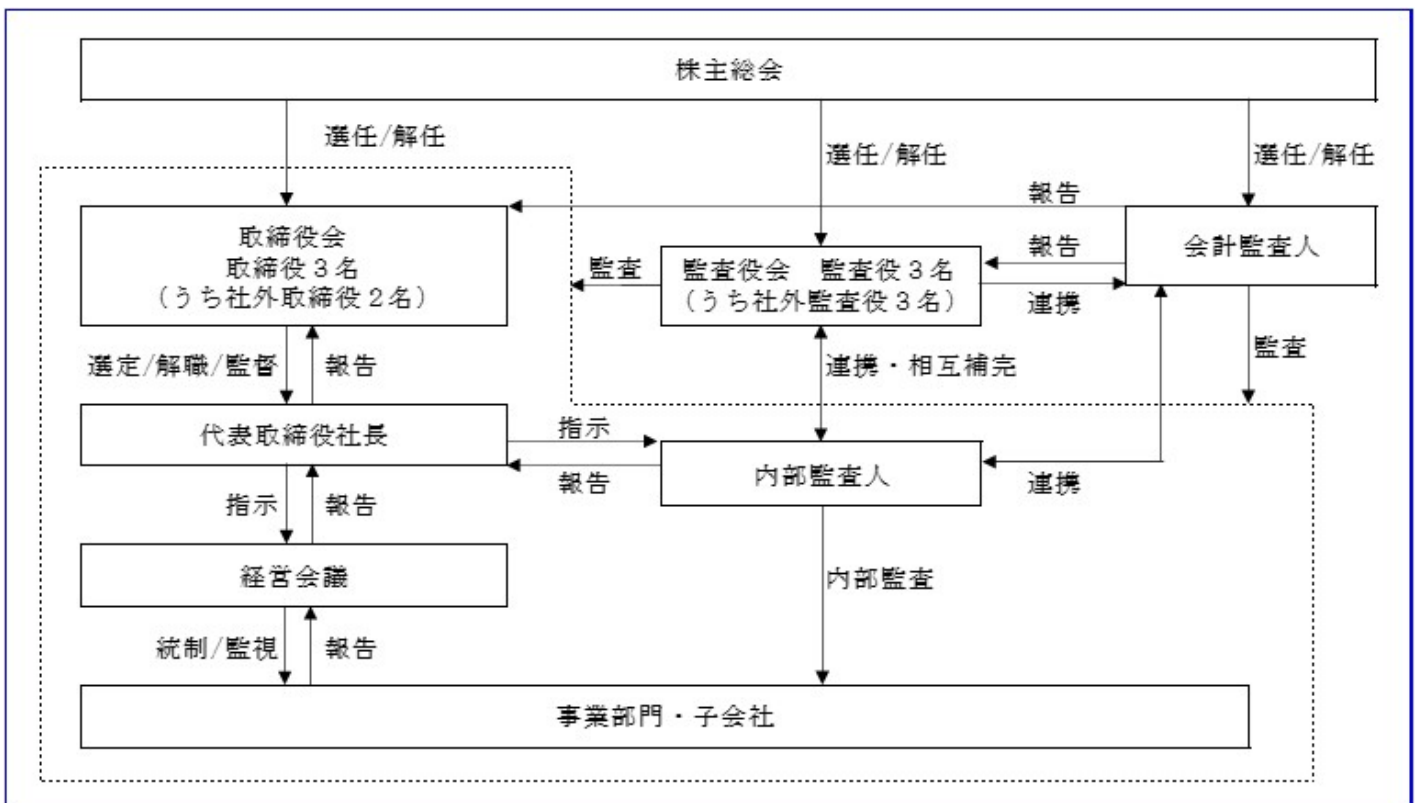 株主総会
選任/解任
選任/解任
選任/解任
報告
取締役会
取締役3名
(うち社外取締役2名)
会計監査人
報告
監査
監査役会　監査役3名
(うち社外監査役3名)
連携
監査
選定/解職/監督
報告
連携・相互補完
代表取締役社長
指示
報告
内部監査人
連携
指示
報告
経営会議
内部監査
統制/監視
報告
事業部門・子会社